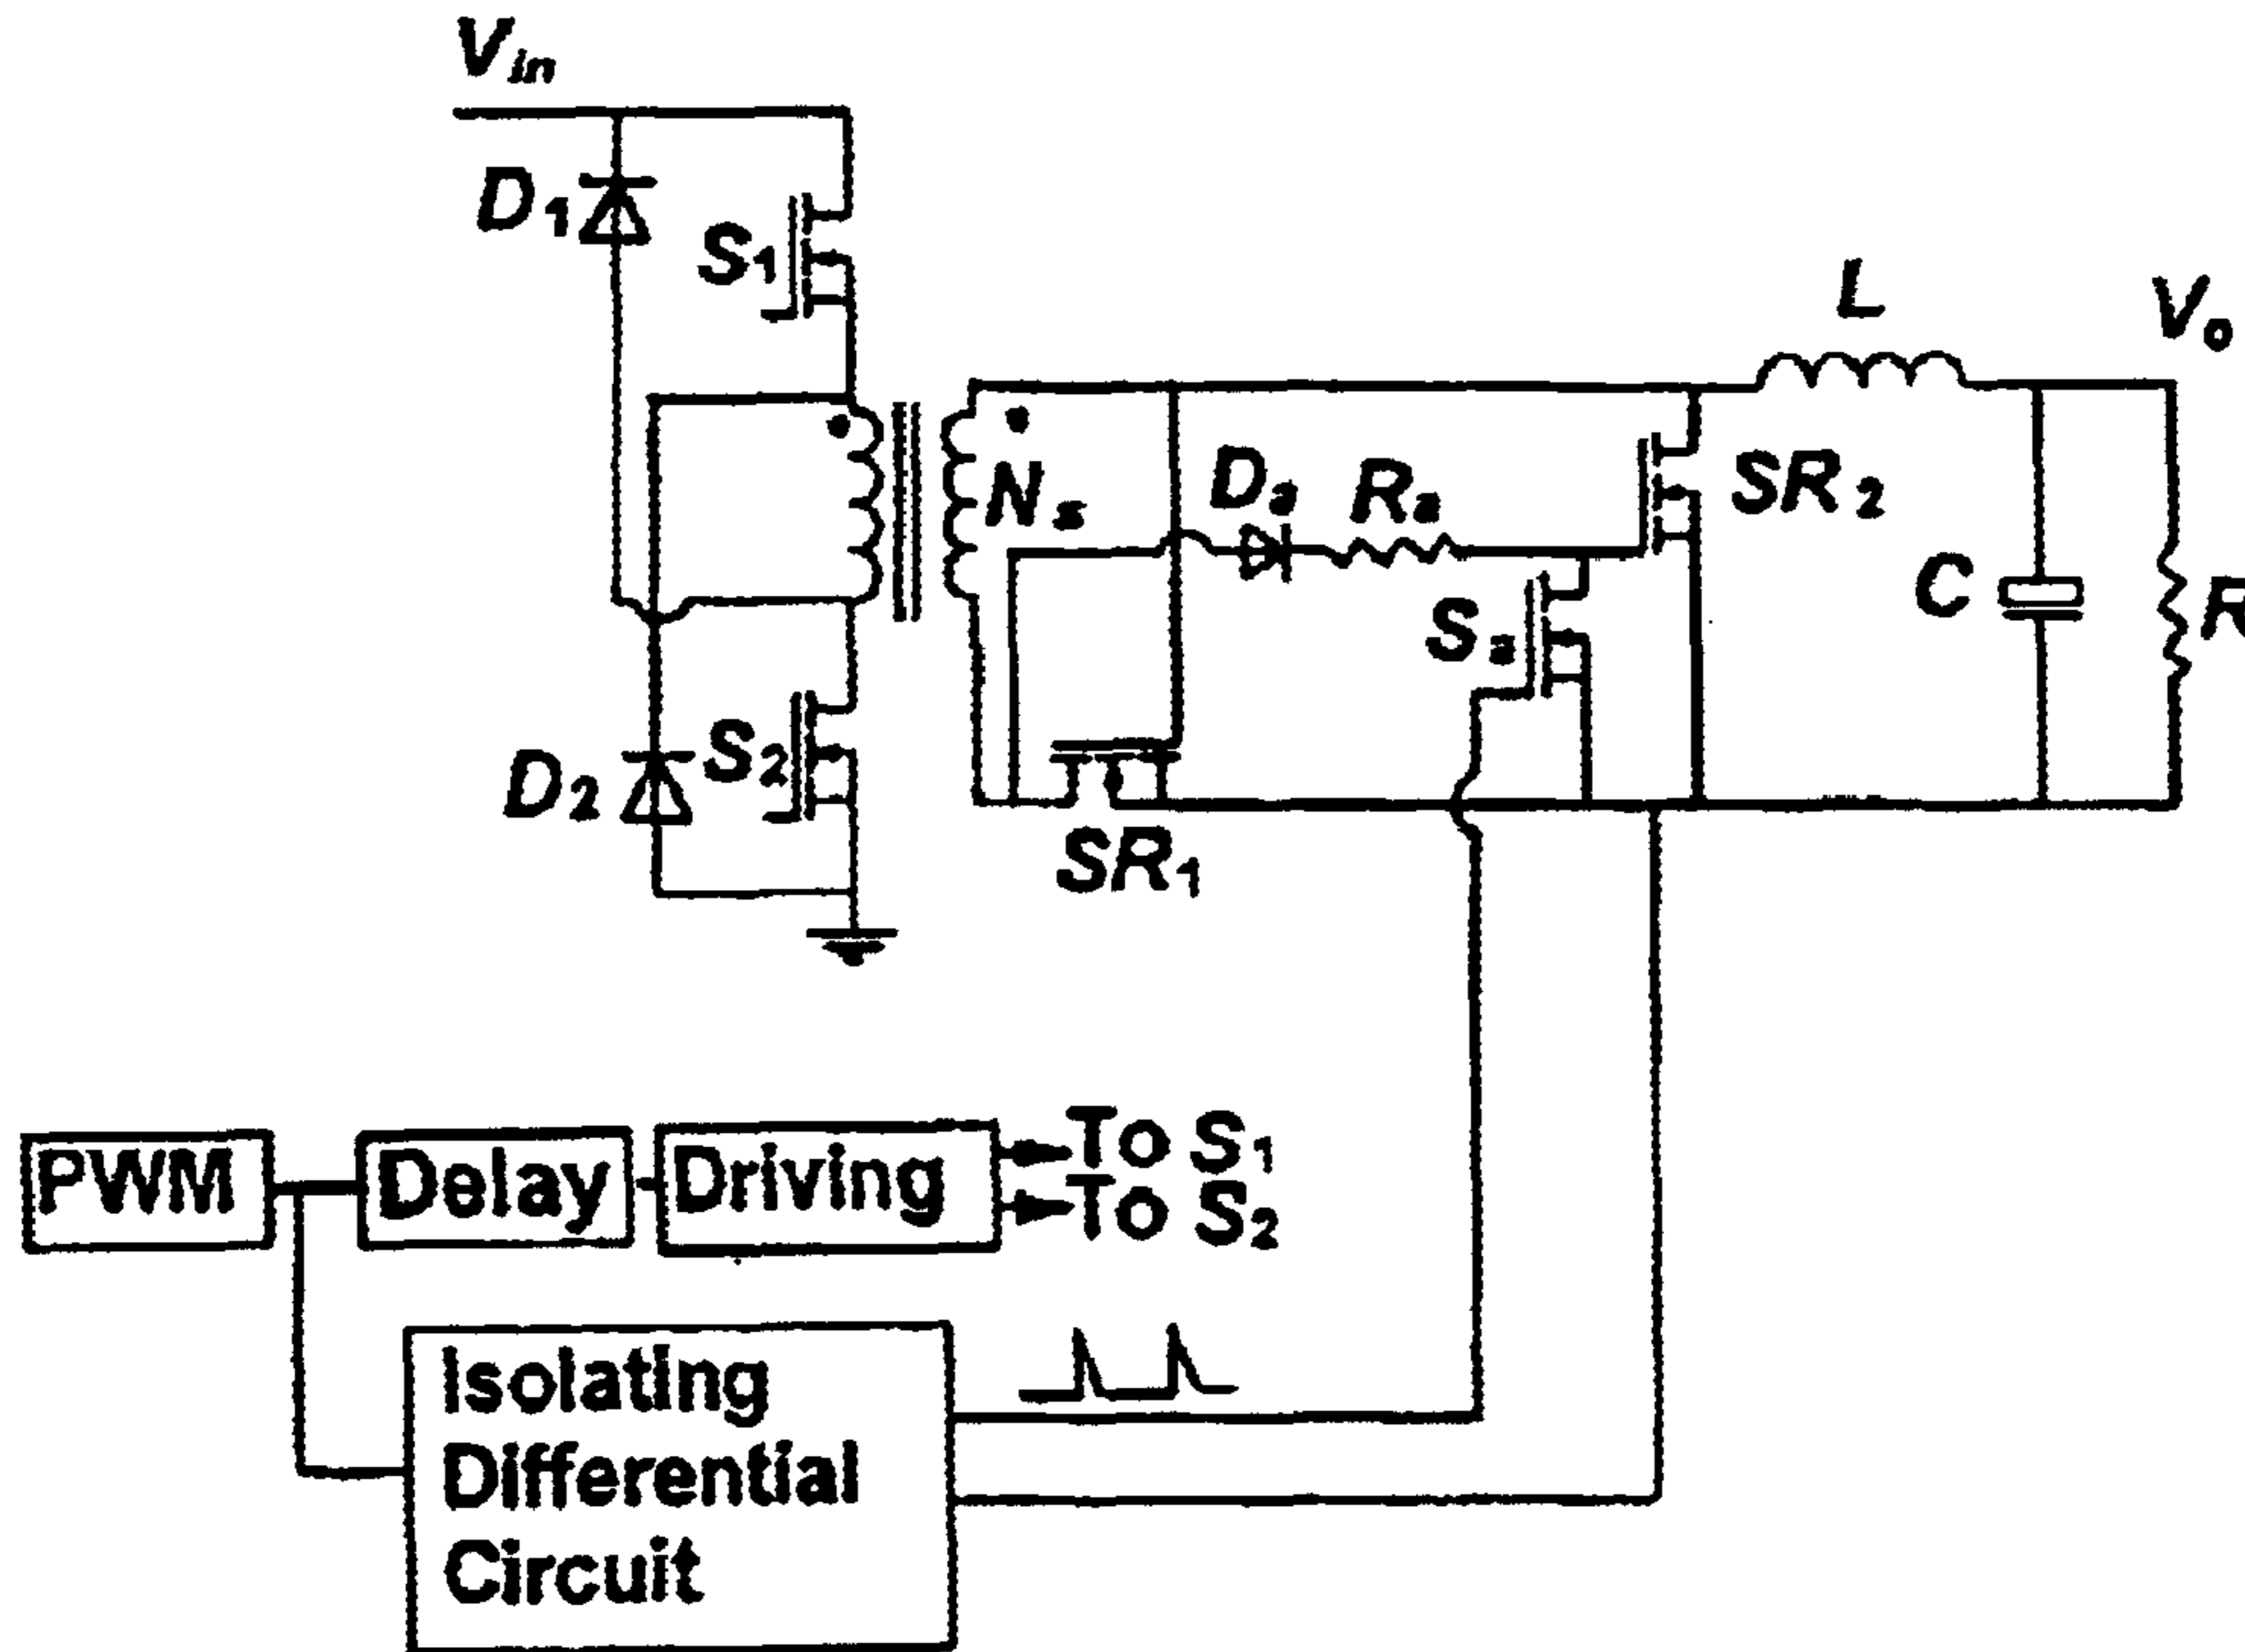 Vin
D1
S1
L
Vo
Ns
Da
Ra
SR2
C
R
Sa
D2
S2
SR1
PWM
Delay
Driving
To S1
To S2
Isolating
Differential
Circuit